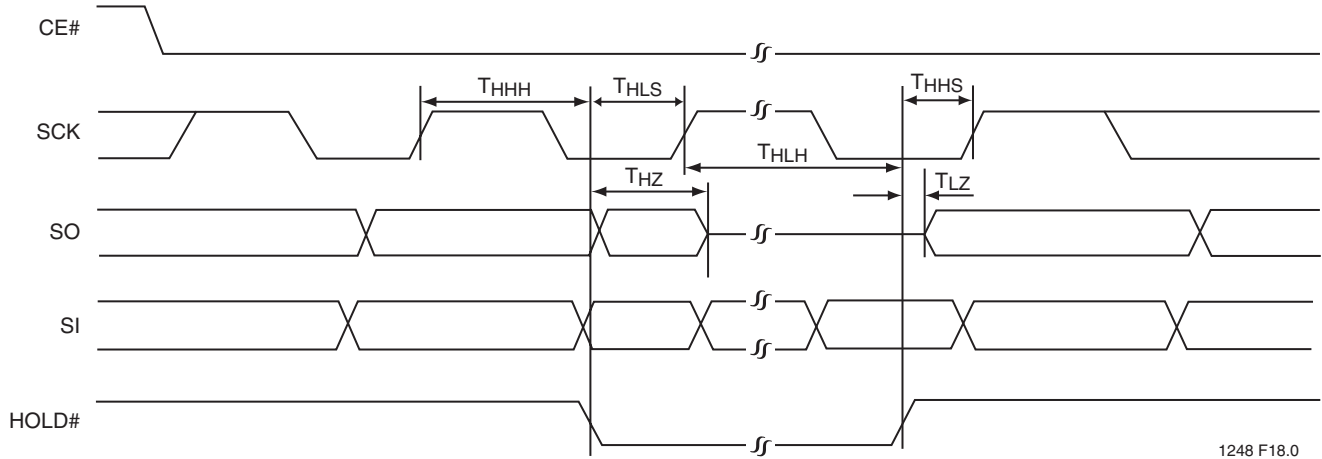 CE#
THHH THLS THHS
SCK
THLH
THZ TLZ
SO
SI
HOLD#
1248 F18.0